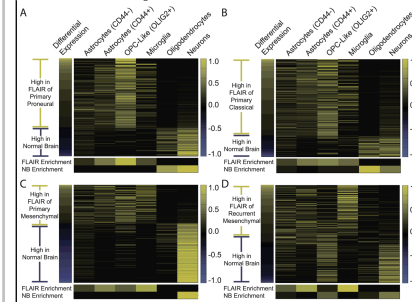 A
Differential
Expression
Astrocytes (CD44-)
Astrocytes (CD44+)
OPC-Like (OLIG2+)
Microglia
Oligodendrocytes
Neurons
High in
FLAIR of
Primary
Proneural
High in
Normal Brain
1.0
0.5
0.0
-0.5
-1.0
FLAIR Enrichment
NB Enrichment
B
Differential
Expression
Astrocytes (CD44-)
Astrocytes (CD44+)
OPC-Like (OLIG2+)
Microglia
Oligodendrocytes
Neurons
High in
FLAIR of
Primary
Classical
High in
Normal Brain
FLAIR Enrichment
NB Enrichment
C
High in
FLAIR of
Primary
Mesenchymal
High in
Normal Brain
1.0
0.5
0.0
-0.5
-1.0
FLAIR Enrichment
NB Enrichment
D
High in
FLAIR of
Recurrent
Mesenchymal
High in
Normal Brain
FLAIR Enrichment
NB Enrichment